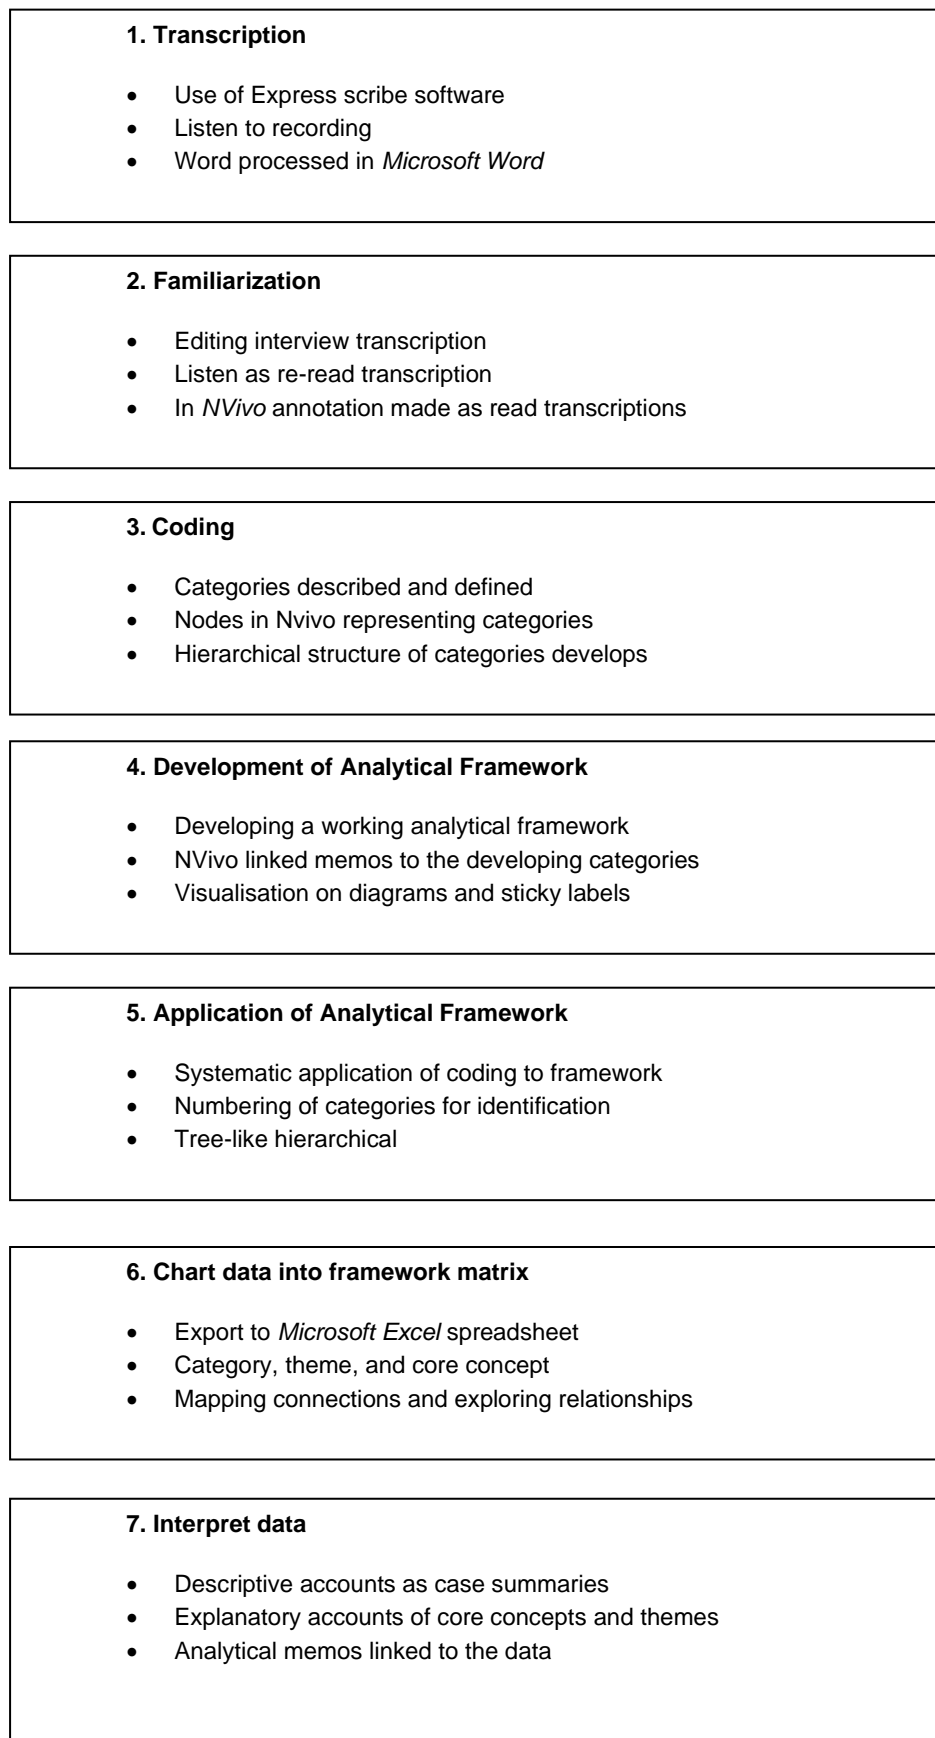 1. Transcription
• Use of Express scribe software
• Listen to recording
• Word processed in Microsoft Word
2. Familiarization
• Editing interview transcription
• Listen as re-read transcription
• In NVivo annotation made as read transcriptions
3. Coding
• Categories described and defined
• Nodes in Nvivo representing categories
• Hierarchical structure of categories develops
4. Development of Analytical Framework
• Developing a working analytical framework
• NVivo linked memos to the developing categories
• Visualisation on diagrams and sticky labels
5. Application of Analytical Framework
• Systematic application of coding to framework
• Numbering of categories for identification
• Tree-like hierarchical
6. Chart data into framework matrix
• Export to Microsoft Excel spreadsheet
• Category, theme, and core concept
• Mapping connections and exploring relationships
7. Interpret data
• Descriptive accounts as case summaries
• Explanatory accounts of core concepts and themes
• Analytical memos linked to the data